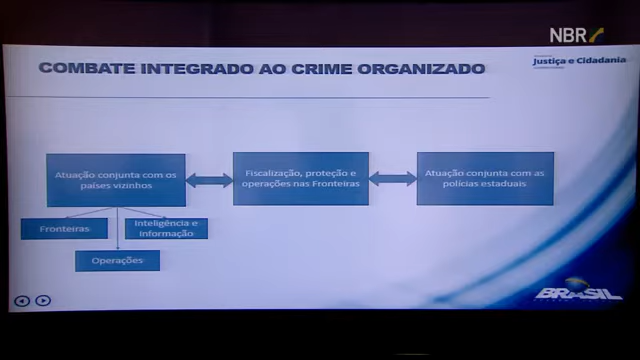 NBR
Justiça e Cidadania
COMBATE INTEGRADO AO CRIME ORGANIZADO
Atuação conjunta com os
países vizinhos
Fiscalização, proteção e
operações nas Fronteiras
Atuação conjunta com as
polícias estaduais
Fronteiras
Inteligência e
Informação
Operações
BRASIL